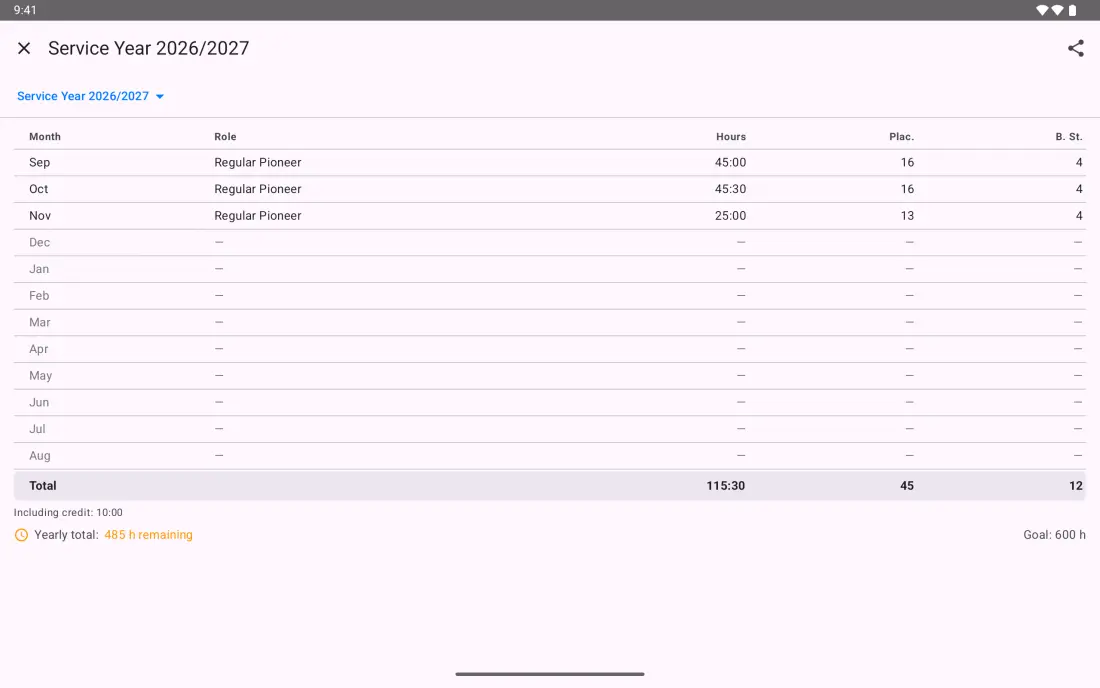 9:41
Service Year 2026/2027
Service Year 2026/2027
Month Role Hours Plac. B. St.
Sep Regular Pioneer 45:00 16 4
Oct Regular Pioneer 45:30 16 4
Nov Regular Pioneer 25:00 13 4
Dec — — — —
Jan — — — —
Feb — — — —
Mar — — — —
Apr — — — —
May — — — —
Jun — — — —
Jul — — — —
Aug — — — —
Total 115:30 45 12
Including credit: 10:00
Yearly total: 485 h remaining Goal: 600 h